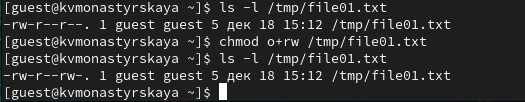 [guest@kvmonastyrskaya ~]$ ls -l /tmp/file01.txt
-rw-r--r--. 1 guest guest 5 дек 18 15:12 /tmp/file01.txt
[guest@kvmonastyrskaya ~]$ chmod o+rw /tmp/file01.txt
[guest@kvmonastyrskaya ~]$ ls -l /tmp/file01.txt
-rw-r--rw-. 1 guest guest 5 дек 18 15:12 /tmp/file01.txt
[guest@kvmonastyrskaya ~]$